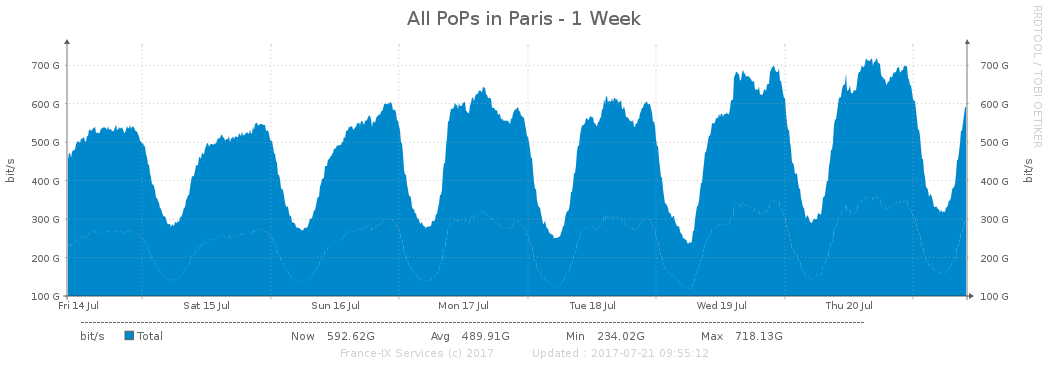 All PoPs in Paris - 1 Week
RRDTOOL / TOBI OETIKER
700 G 700 G
600 G 600 G
500 G 500 G
400 G 400 G
300 G 300 G
200 G 200 G
100 G 100 G
bit/s bit/s
Fri 14 Jul Sat 15 Jul Sun 16 Jul Mon 17 Jul Tue 18 Jul Wed 19 Jul Thu 20 Jul
bit/s Total Now 592.62G Avg 489.91G Min 234.02G Max 718.13G
France-IX Services (c) 2017 Updated : 2017-07-21 09:55:12